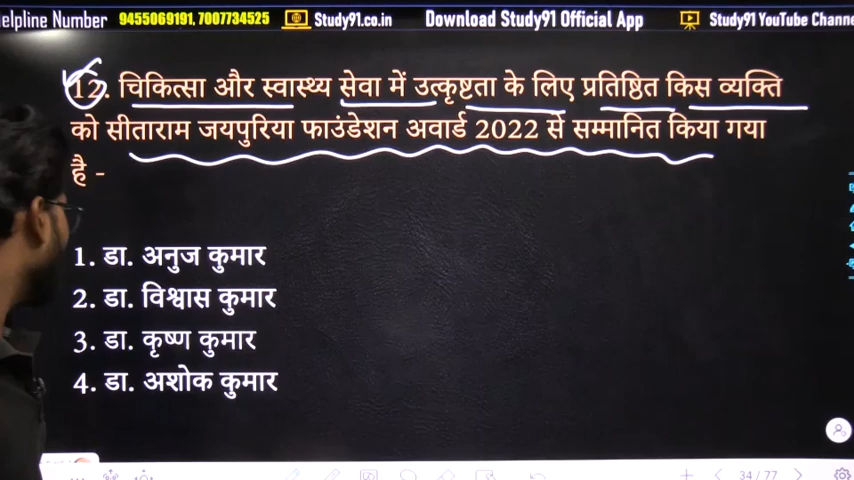 elpline Number 9455069191, 7007734525 Study91.co.in Download Study91 Official App Study91 YouTube Channe
12. चिकित्सा और स्वास्थ्य सेवा में उत्कृष्टता के लिए प्रतिष्ठित किस व्यक्ति
को सीताराम जयपुरिया फाउंडेशन अवार्ड 2022 से सम्मानित किया गया
है -
1. डा. अनुज कुमार
2. डा. विश्वास कुमार
3. डा. कृष्ण कुमार
4. डा. अशोक कुमार
34 / 77